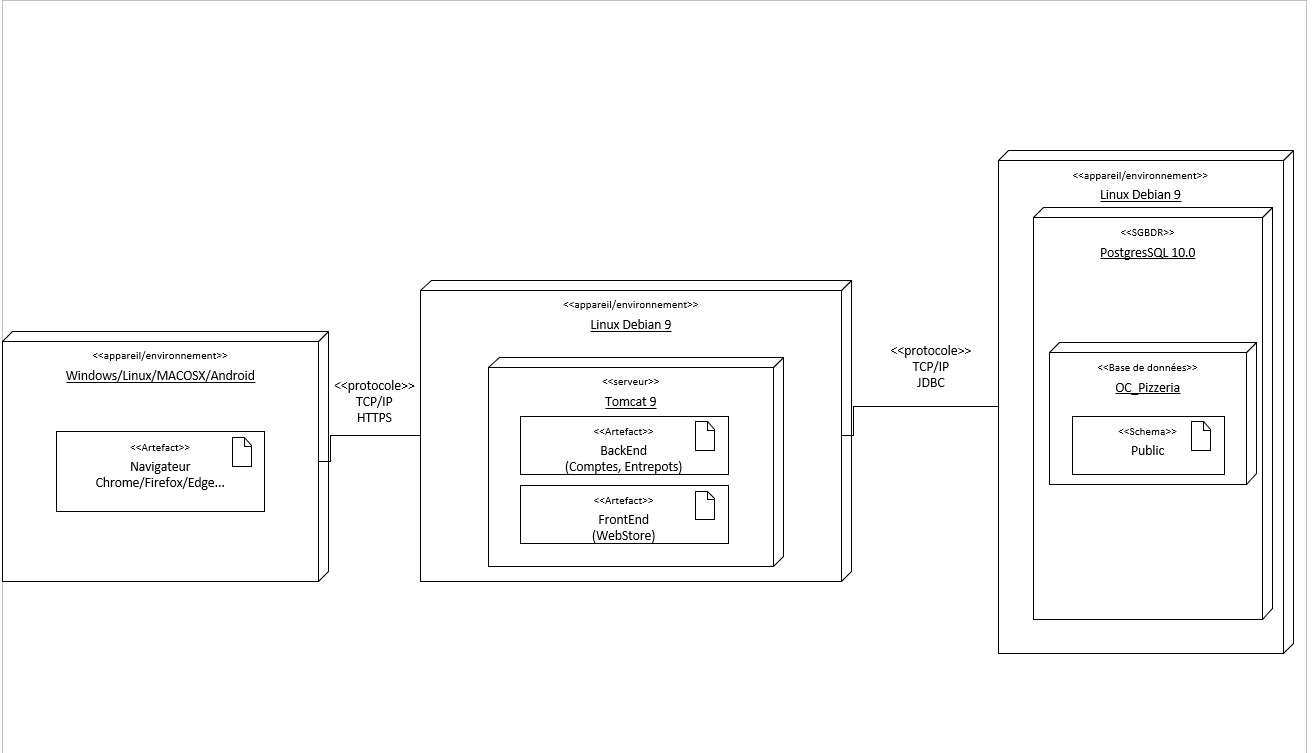 <<appareil/environnement>>
Windows/Linux/MACOSX/Android
<<Artefact>>
Navigateur
Chrome/Firefox/Edge...
<<protocole>>
TCP/IP
HTTPS
<<appareil/environnement>>
Linux Debian 9
<<serveur>>
Tomcat 9
<<Artefact>>
BackEnd
(Comptes, Entrepots)
<<Artefact>>
FrontEnd
(WebStore)
<<protocole>>
TCP/IP
JDBC
<<appareil/environnement>>
Linux Debian 9
<<SGBDR>>
PostgresSQL 10.0
<<Base de données>>
OC_Pizzeria
<<Schema>>
Public